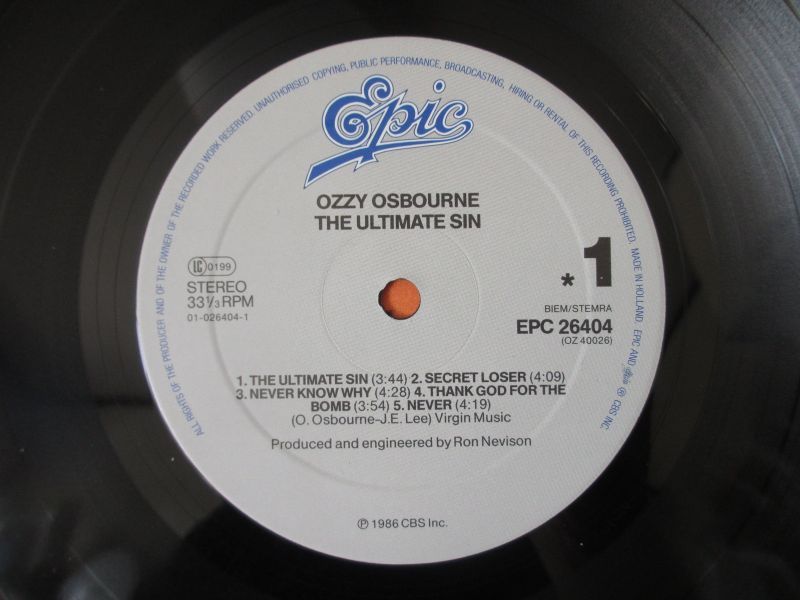 ALL RIGHTS OF THE PRODUCER AND OF THE OWNER OF THE RECORDED WORK RESERVED. UNAUTHORISED COPYING, PUBLIC PERFORMANCE, BROADCASTING, HIRING OR RENTAL OF THIS RECORDING PROHIBITED. MADE IN HOLLAND. EPIC AND Epic ℗ CBS INC.
Epic
OZZY OSBOURNE
THE ULTIMATE SIN
LC 0199
STEREO
33⅓ RPM
01-026404-1
* 1
BIEM/STEMRA
EPC 26404
(OZ 40026)
1. THE ULTIMATE SIN (3:44) 2. SECRET LOSER (4:09)
3. NEVER KNOW WHY (4:28) 4. THANK GOD FOR THE
BOMB (3:54) 5. NEVER (4:19)
(O. Osbourne-J.E. Lee) Virgin Music
Produced and engineered by Ron Nevison
℗ 1986 CBS Inc.